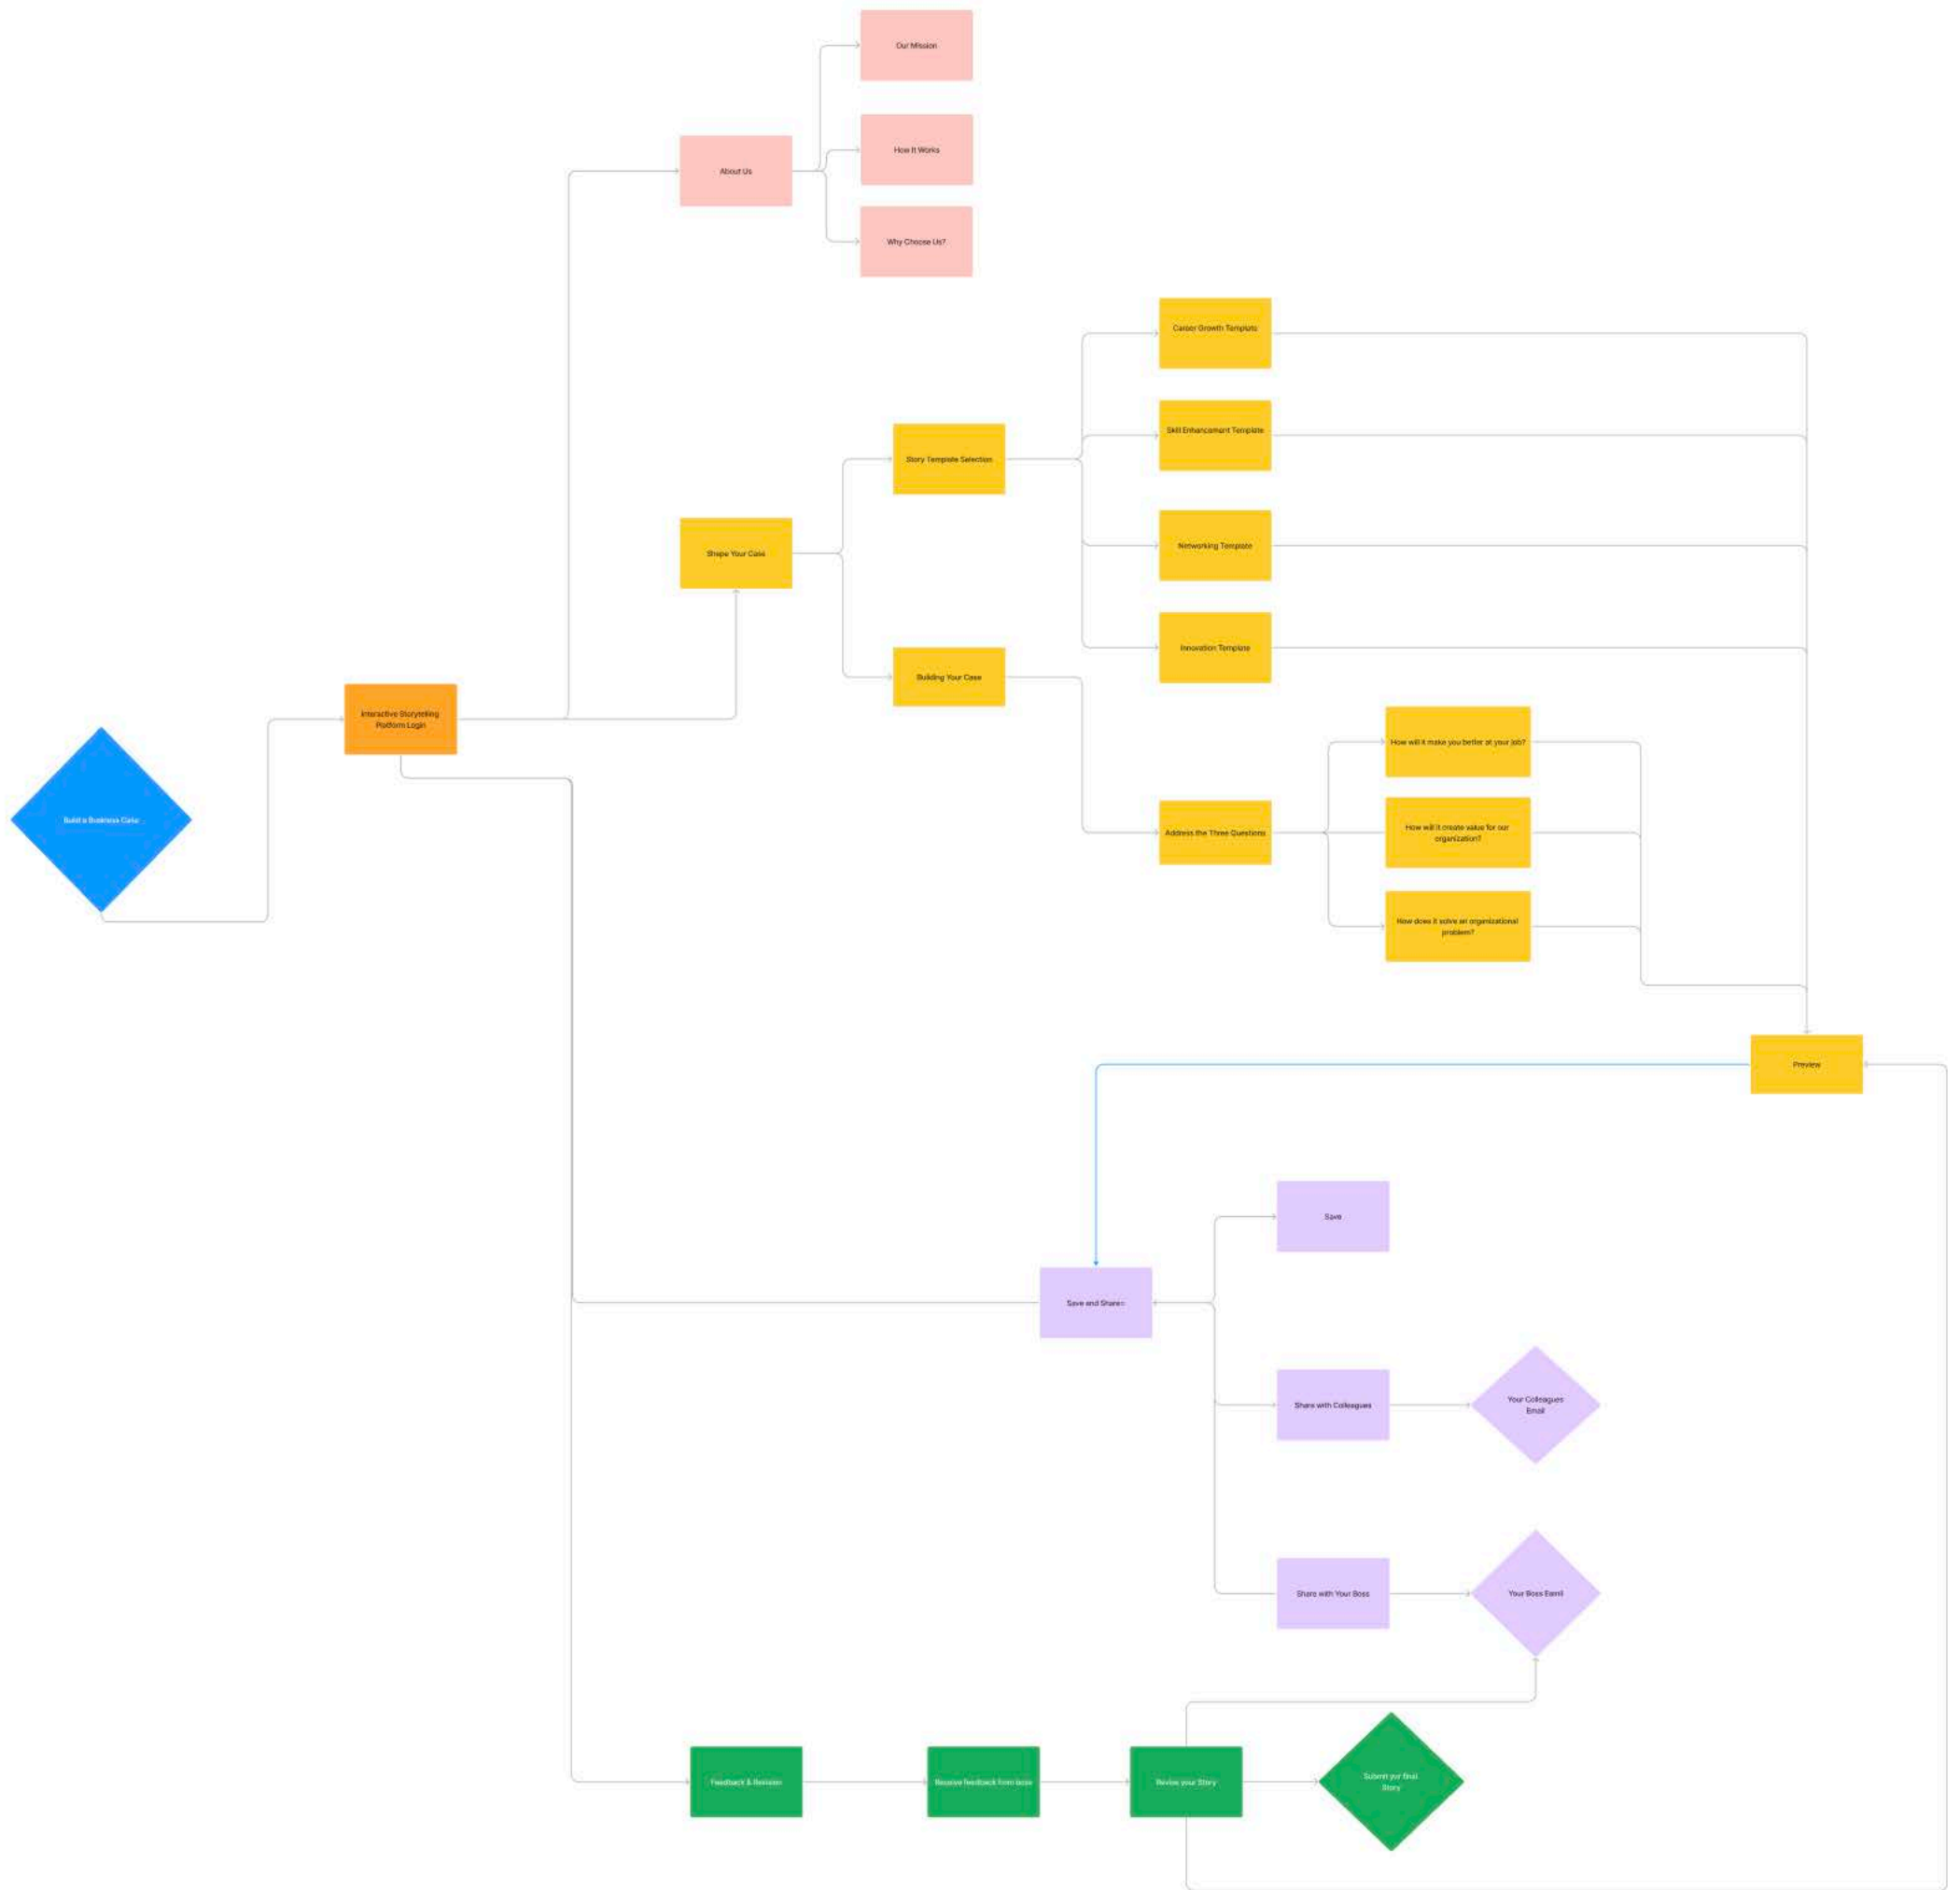 Our Mission
How It Works
About Us
Why Choose Us?
Career Growth Template
Skill Enhancement Template
Story Template Selection
Networking Template
Shape Your Case
Innovation Template
Building Your Case
Interactive Storytelling
Platform Login
How will it make you better at your job?
Build a Business Case
Address the Three Questions
How will it create value for our
organization?
How does it solve an organizational
problem?
Preview
Save
Save and Share
Share with Colleagues
Your Colleagues
Email
Share with Your Boss
Your Boss
Feedback & Revision
Receive feedback from boss
Revise your Story
Submit yor final
Story